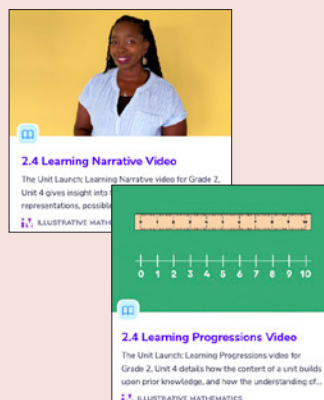 2.4 Learning Narrative Video
The Unit Launch: Learning Narrative video for Grade 2,
Unit 4 gives insight into
representations, possible
ILLUSTRATIVE MATH
0 1 2 3 4 5 6 7 8 9 10
2.4 Learning Progressions Video
The Unit Launch: Learning Progressions video for
Grade 2, Unit 4 details how the content of a unit builds
upon prior knowledge, and how the understanding of...
ILLUSTRATIVE MATHEMATICS